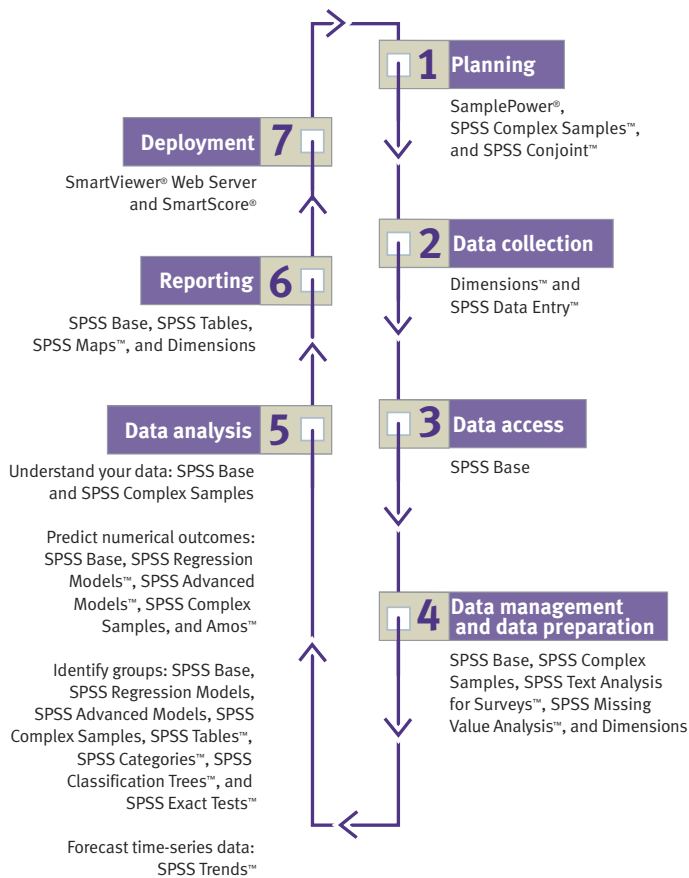 1 Planning
SamplePower®,
SPSS Complex Samples™,
and SPSS Conjoint™
2 Data collection
Dimensions™ and
SPSS Data Entry™
3 Data access
SPSS Base
4 Data management
and data preparation
SPSS Base, SPSS Complex
Samples, SPSS Text Analysis
for Surveys™, SPSS Missing
Value Analysis™, and Dimensions
Data analysis 5
Understand your data: SPSS Base
and SPSS Complex Samples
Predict numerical outcomes:
SPSS Base, SPSS Regression
Models™, SPSS Advanced
Models™, SPSS Complex
Samples, and Amos™
Identify groups: SPSS Base,
SPSS Regression Models,
SPSS Advanced Models, SPSS
Complex Samples, SPSS Tables™,
SPSS Categories™, SPSS
Classification Trees™, and
SPSS Exact Tests™
Forecast time-series data:
SPSS Trends™
Reporting 6
SPSS Base, SPSS Tables,
SPSS Maps™, and Dimensions
Deployment 7
SmartViewer® Web Server
and SmartScore®